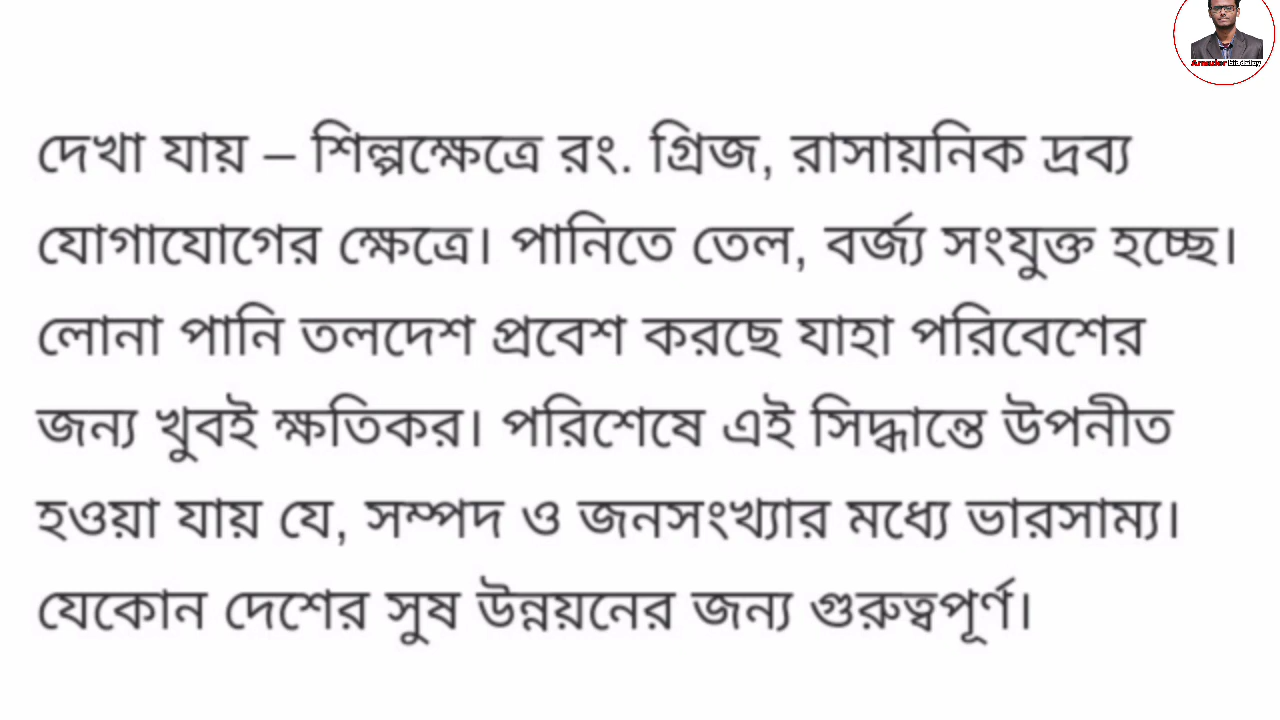 দেখা যায় – শিল্পক্ষেত্রে রং. গ্রিজ, রাসায়নিক দ্রব্য
যোগাযোগের ক্ষেত্রে। পানিতে তেল, বর্জ্য সংযুক্ত হচ্ছে।
লোনা পানি তলদেশ প্রবেশ করছে যাহা পরিবেশের
জন্য খুবই ক্ষতিকর। পরিশেষে এই সিদ্ধান্তে উপনীত
হওয়া যায় যে, সম্পদ ও জনসংখ্যার মধ্যে ভারসাম্য।
যেকোন দেশের সুষ উন্নয়নের জন্য গুরুত্বপূর্ণ।